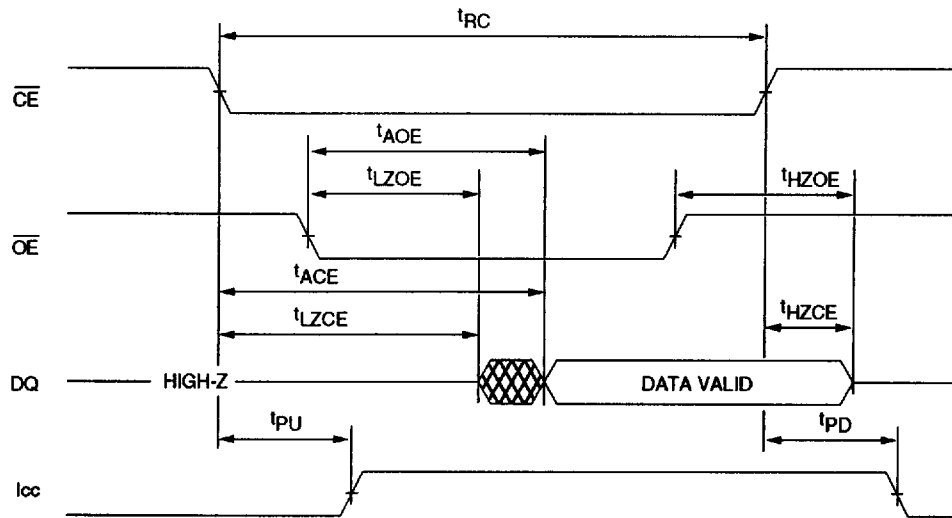 tRC
CE
tAOE
tLZOE
tHZOE
OE
tACE
tLZCE
tHZCE
DQ HIGH-Z DATA VALID
tPU
tPD
Icc